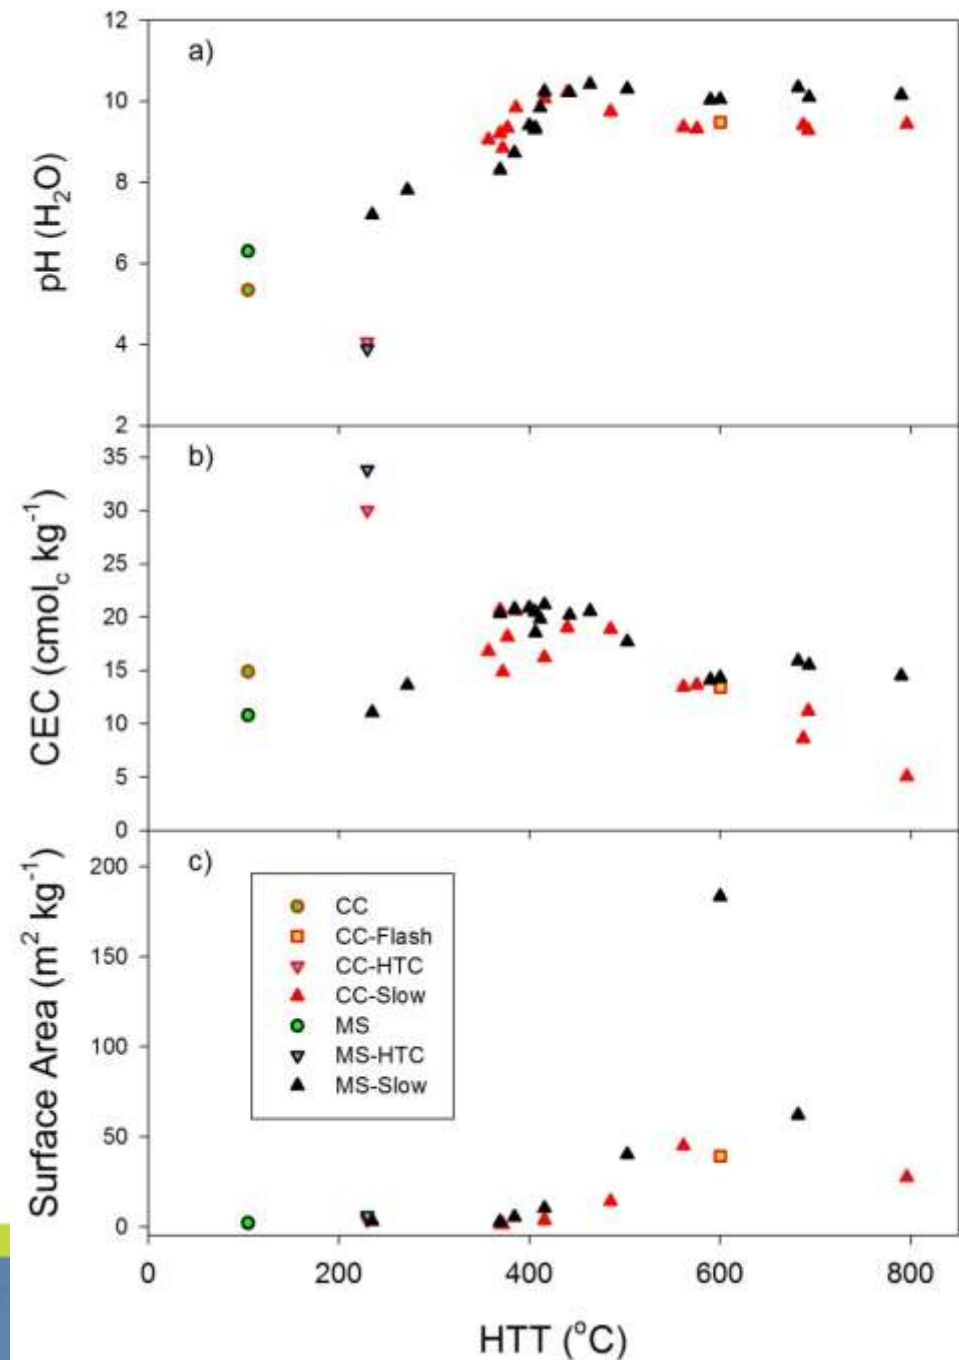 a)
12
10
8
6
4
2
pH (H₂O)
b)
35
30
25
20
15
10
5
0
CEC (cmol꜀ kg⁻¹)
c)
200
150
100
50
0
Surface Area (m² kg⁻¹)
CC
CC-Flash
CC-HTC
CC-Slow
MS
MS-HTC
MS-Slow
0 200 400 600 800
HTT (°C)